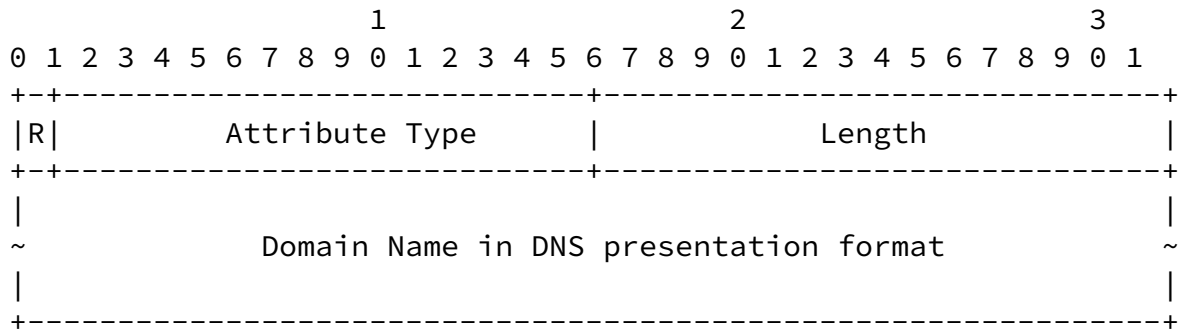 1                   2                   3
 0 1 2 3 4 5 6 7 8 9 0 1 2 3 4 5 6 7 8 9 0 1 2 3 4 5 6 7 8 9 0 1
+-+-----------------------------+-------------------------------+
|R|         Attribute Type      |            Length             |
+-+-----------------------------+-------------------------------+
|                                                               |
~             Domain Name in DNS presentation format            ~
|                                                               |
+---------------------------------------------------------------+